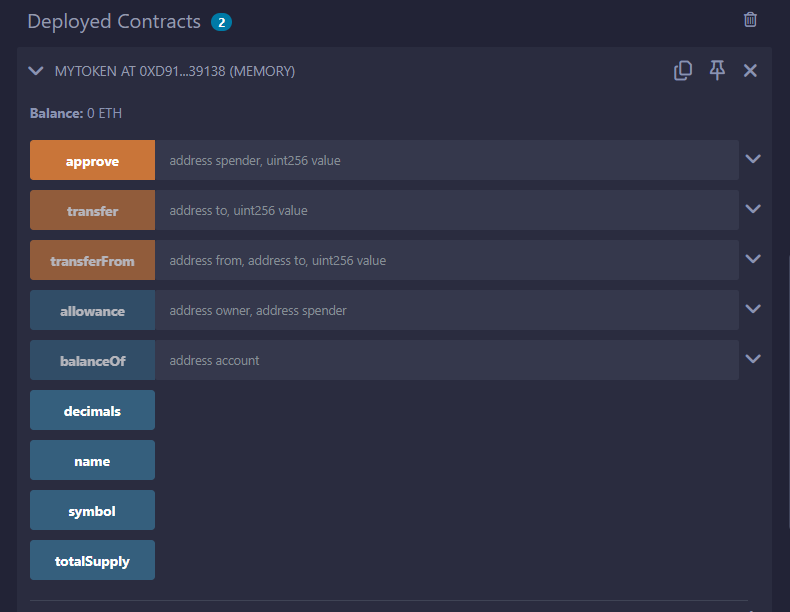 Deployed Contracts 2
MYTOKEN AT 0XD91...39138 (MEMORY)
Balance: 0 ETH
approve address spender, uint256 value
transfer address to, uint256 value
transferFrom address from, address to, uint256 value
allowance address owner, address spender
balanceOf address account
decimals
name
symbol
totalSupply